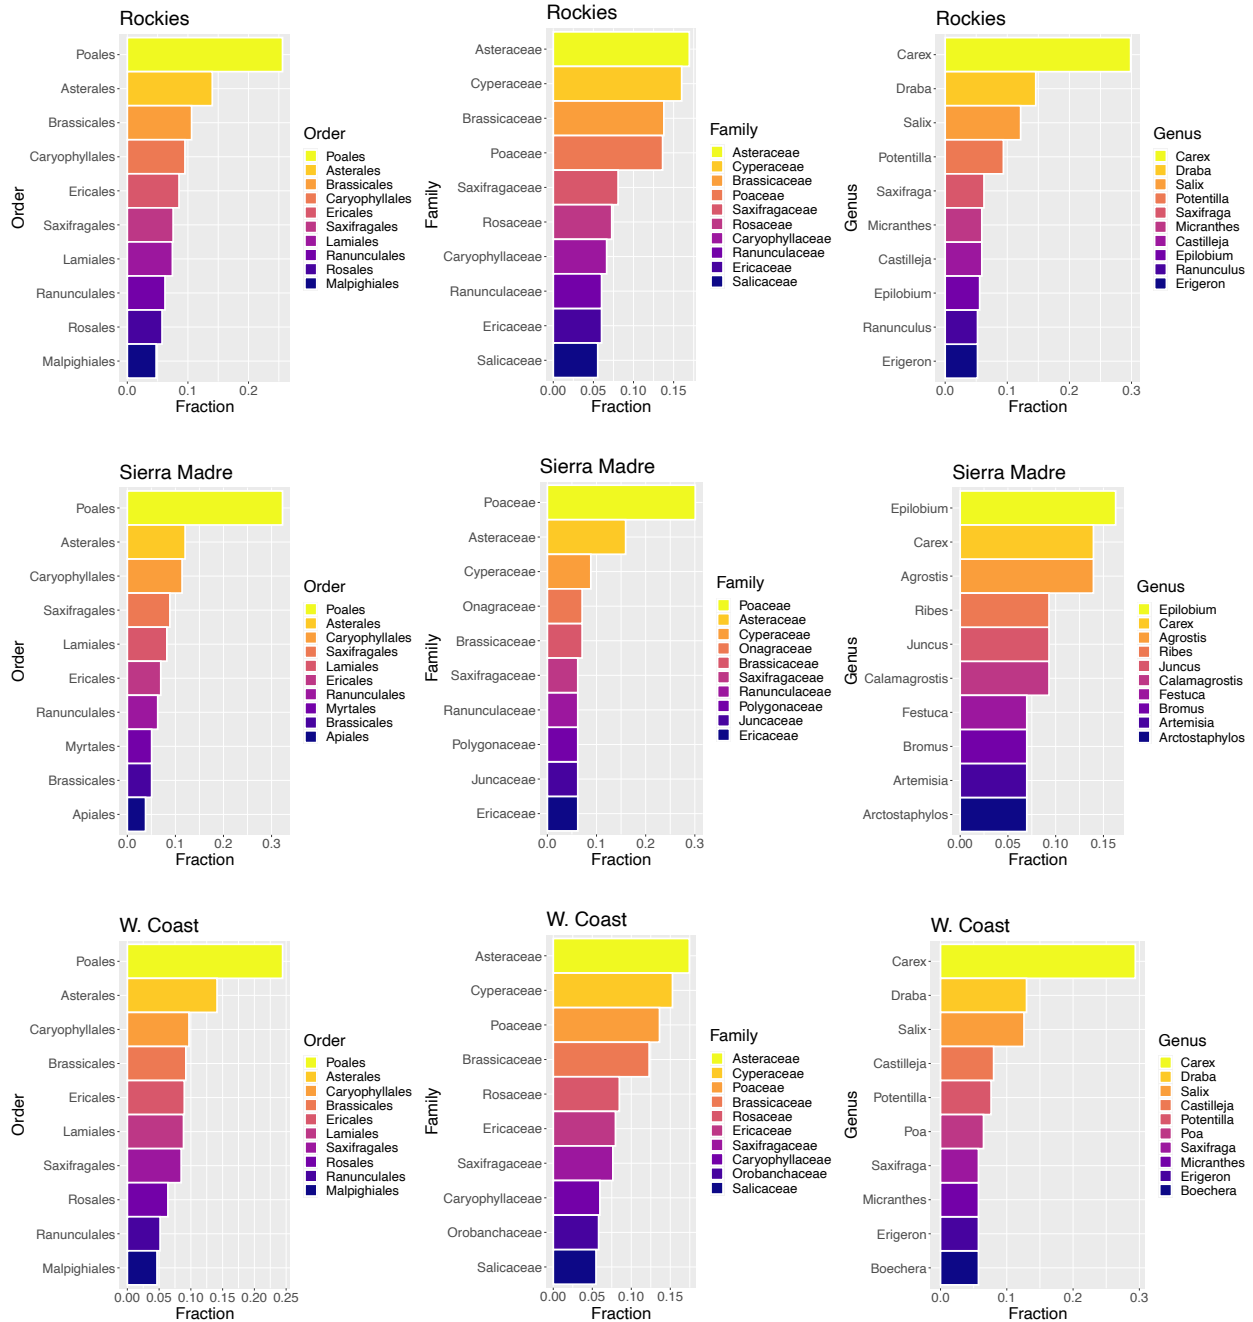 Rockies
Order
Poales
Asterales
Brassicales
Caryophyllales
Ericales
Saxifragales
Lamiales
Ranunculales
Rosales
Malpighiales
0.0 0.1 0.2
Fraction
Order
Poales
Asterales
Brassicales
Caryophyllales
Ericales
Saxifragales
Lamiales
Ranunculales
Rosales
Malpighiales
Rockies
Family
Asteraceae
Cyperaceae
Brassicaceae
Poaceae
Saxifragaceae
Rosaceae
Caryophyllaceae
Ranunculaceae
Ericaceae
Salicaceae
0.00 0.05 0.10 0.15
Fraction
Family
Asteraceae
Cyperaceae
Brassicaceae
Poaceae
Saxifragaceae
Rosaceae
Caryophyllaceae
Ranunculaceae
Ericaceae
Salicaceae
Rockies
Genus
Carex
Draba
Salix
Potentilla
Saxifraga
Micranthes
Castilleja
Epilobium
Ranunculus
Erigeron
0.0 0.1 0.2 0.3
Fraction
Genus
Carex
Draba
Salix
Potentilla
Saxifraga
Micranthes
Castilleja
Epilobium
Ranunculus
Erigeron
Sierra Madre
Order
Poales
Asterales
Caryophyllales
Saxifragales
Lamiales
Ericales
Ranunculales
Myrtales
Brassicales
Apiales
0.0 0.1 0.2 0.3
Fraction
Order
Poales
Asterales
Caryophyllales
Saxifragales
Lamiales
Ericales
Ranunculales
Myrtales
Brassicales
Apiales
Sierra Madre
Family
Poaceae
Asteraceae
Cyperaceae
Onagraceae
Brassicaceae
Saxifragaceae
Ranunculaceae
Polygonaceae
Juncaceae
Ericaceae
0.0 0.1 0.2 0.3
Fraction
Family
Poaceae
Asteraceae
Cyperaceae
Onagraceae
Brassicaceae
Saxifragaceae
Ranunculaceae
Polygonaceae
Juncaceae
Ericaceae
Sierra Madre
Genus
Epilobium
Carex
Agrostis
Ribes
Juncus
Calamagrostis
Festuca
Bromus
Artemisia
Arctostaphylos
0.00 0.05 0.10 0.15
Fraction
Genus
Epilobium
Carex
Agrostis
Ribes
Juncus
Calamagrostis
Festuca
Bromus
Artemisia
Arctostaphylos
W. Coast
Order
Poales
Asterales
Caryophyllales
Brassicales
Ericales
Lamiales
Saxifragales
Rosales
Ranunculales
Malpighiales
0.00 0.05 0.10 0.15 0.20 0.25
Fraction
Order
Poales
Asterales
Caryophyllales
Brassicales
Ericales
Lamiales
Saxifragales
Rosales
Ranunculales
Malpighiales
W. Coast
Family
Asteraceae
Cyperaceae
Poaceae
Brassicaceae
Rosaceae
Ericaceae
Saxifragaceae
Caryophyllaceae
Orobanchaceae
Salicaceae
0.00 0.05 0.10 0.15
Fraction
Family
Asteraceae
Cyperaceae
Poaceae
Brassicaceae
Rosaceae
Ericaceae
Saxifragaceae
Caryophyllaceae
Orobanchaceae
Salicaceae
W. Coast
Genus
Carex
Draba
Salix
Castilleja
Potentilla
Poa
Saxifraga
Micranthes
Erigeron
Boechera
0.0 0.1 0.2 0.3
Fraction
Genus
Carex
Draba
Salix
Castilleja
Potentilla
Poa
Saxifraga
Micranthes
Erigeron
Boechera